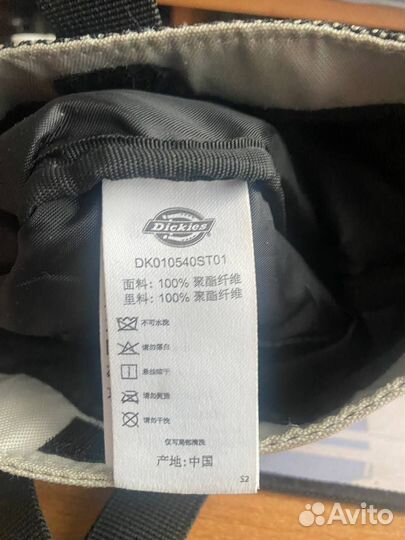 Dickies
DK010540ST01
面料: 100% 聚酯纤维
里料: 100% 聚酯纤维
不可水洗
请勿漂白
悬挂晾干
请勿熨烫
请勿干洗
仅可局部清洗
产地: 中国
S2
Avito